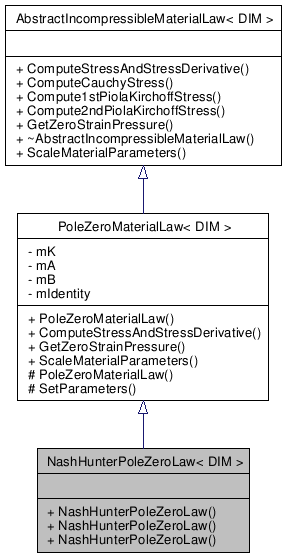 AbstractIncompressibleMaterialLaw< DIM >
+ ComputeStressAndStressDerivative()
+ ComputeCauchyStress()
+ Compute1stPiolaKirchoffStress()
+ Compute2ndPiolaKirchoffStress()
+ GetZeroStrainPressure()
+ ~AbstractIncompressibleMaterialLaw()
+ ScaleMaterialParameters()
PoleZeroMaterialLaw< DIM >
- mK
- mA
- mB
- mIdentity
+ PoleZeroMaterialLaw()
+ ComputeStressAndStressDerivative()
+ GetZeroStrainPressure()
+ ScaleMaterialParameters()
# PoleZeroMaterialLaw()
# SetParameters()
NashHunterPoleZeroLaw< DIM >
+ NashHunterPoleZeroLaw()
+ NashHunterPoleZeroLaw()
+ NashHunterPoleZeroLaw()